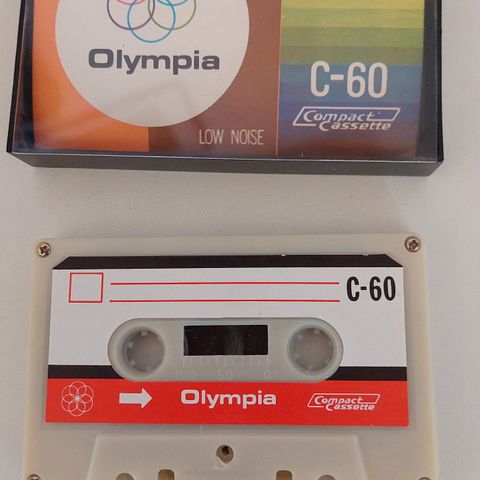 Olympia
C-60
Compact
Cassette
LOW NOISE
C-60
100 50 0
Olympia
Compact
Cassette